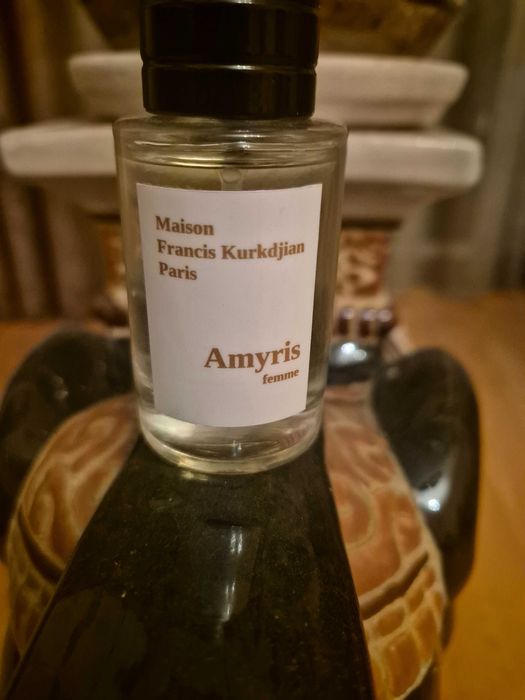 Maison
Francis Kurkdjian
Paris
Amyris
femme